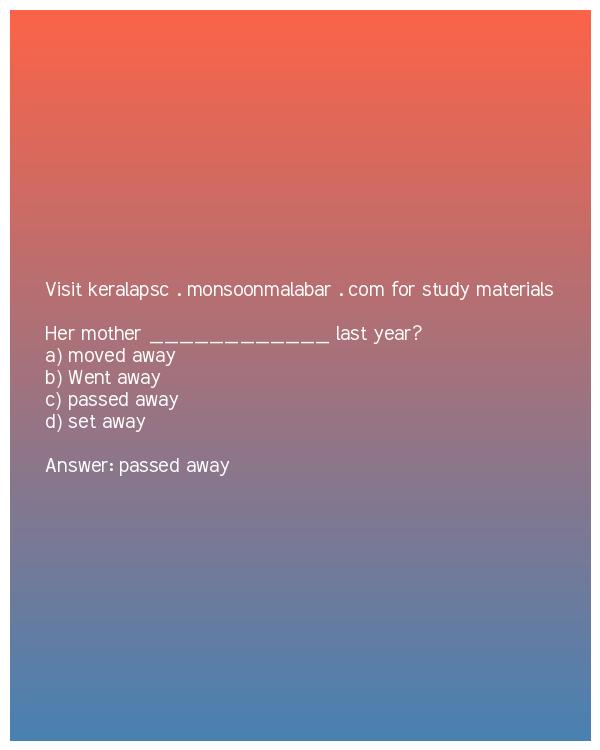 Visit keralapsc . monsoonmalabar . com for study materials
Her mother ____________ last year?
a) moved away
b) Went away
c) passed away
d) set away
Answer: passed away